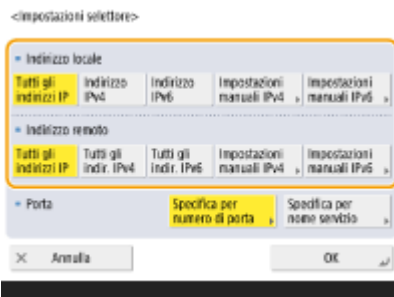 <Impostazioni selettore>
Indirizzo locale
Tutti gli indirizzi IP
Indirizzo IPv4
Indirizzo IPv6
Impostazioni manuali IPv4
Impostazioni manuali IPv6
Indirizzo remoto
Tutti gli indirizzi IP
Tutti gli indir. IPv4
Tutti gli indir. IPv6
Impostazioni manuali IPv4
Impostazioni manuali IPv6
Porta
Specifica per numero di porta
Specifica per nome servizio
Annulla
OK